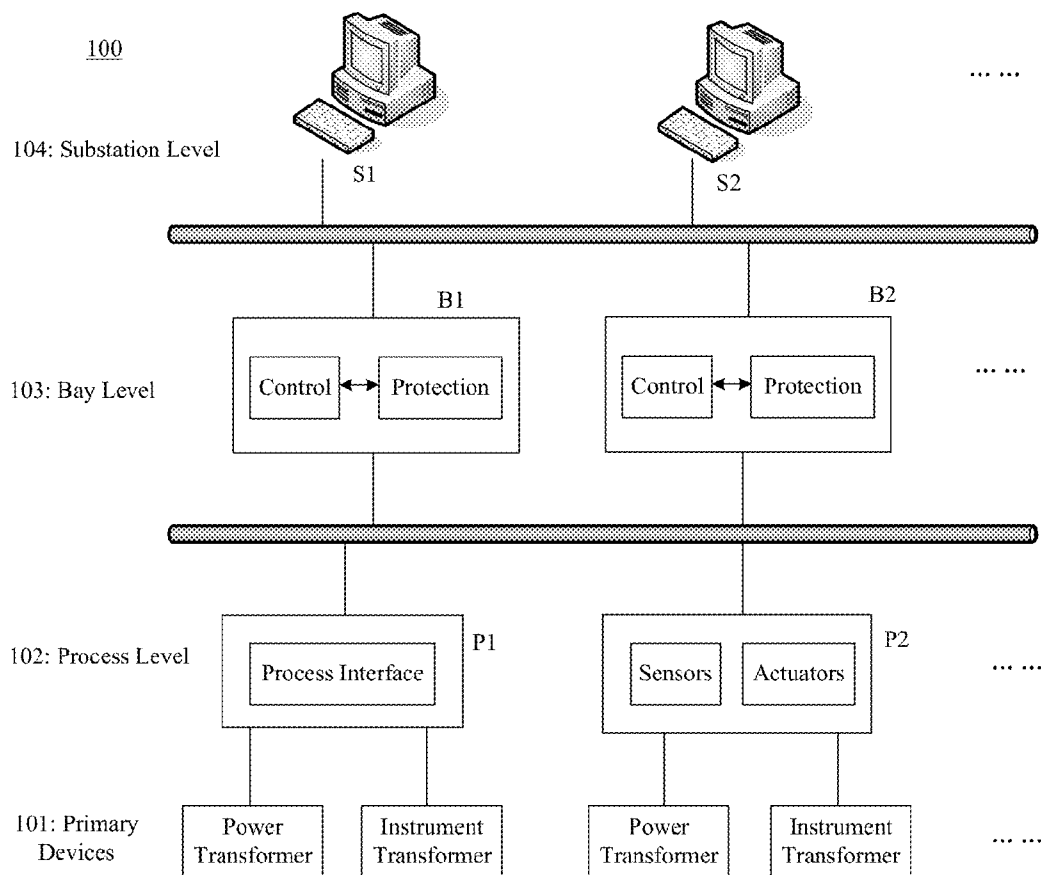 100
... ...
104: Substation Level
S1
S2
B1
B2
103: Bay Level
Control
Protection
Control
Protection
... ...
102: Process Level
Process Interface
P1
Sensors
Actuators
P2
... ...
101: Primary
Devices
Power
Transformer
Instrument
Transformer
Power
Transformer
Instrument
Transformer
... ...